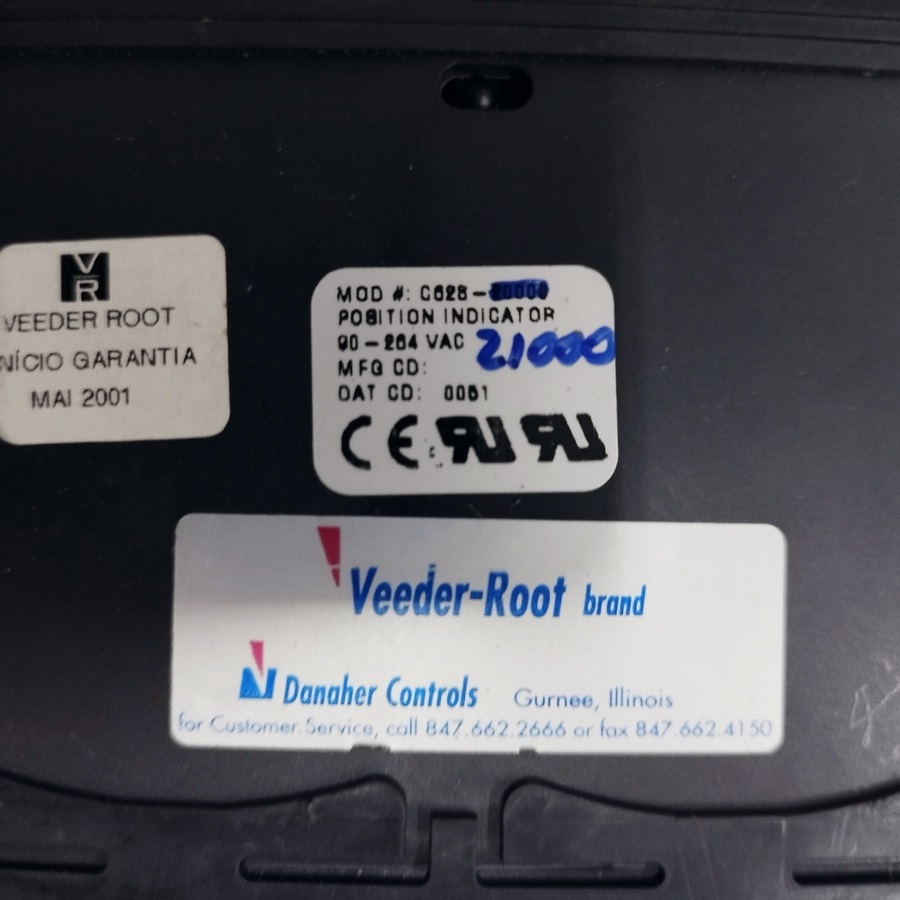 VR
VEEDER ROOT
NÍCIO GARANTIA
MAI 2001
MOD #: C628-
POSITION INDICATOR
90-264 VAC 21000
MFG CD:
DAT CD: 0051
CE RU RU
Veeder-Root brand
Danaher Controls Gurnee, Illinois
for Customer Service, call 847.662.2666 or fax 847.662.4150